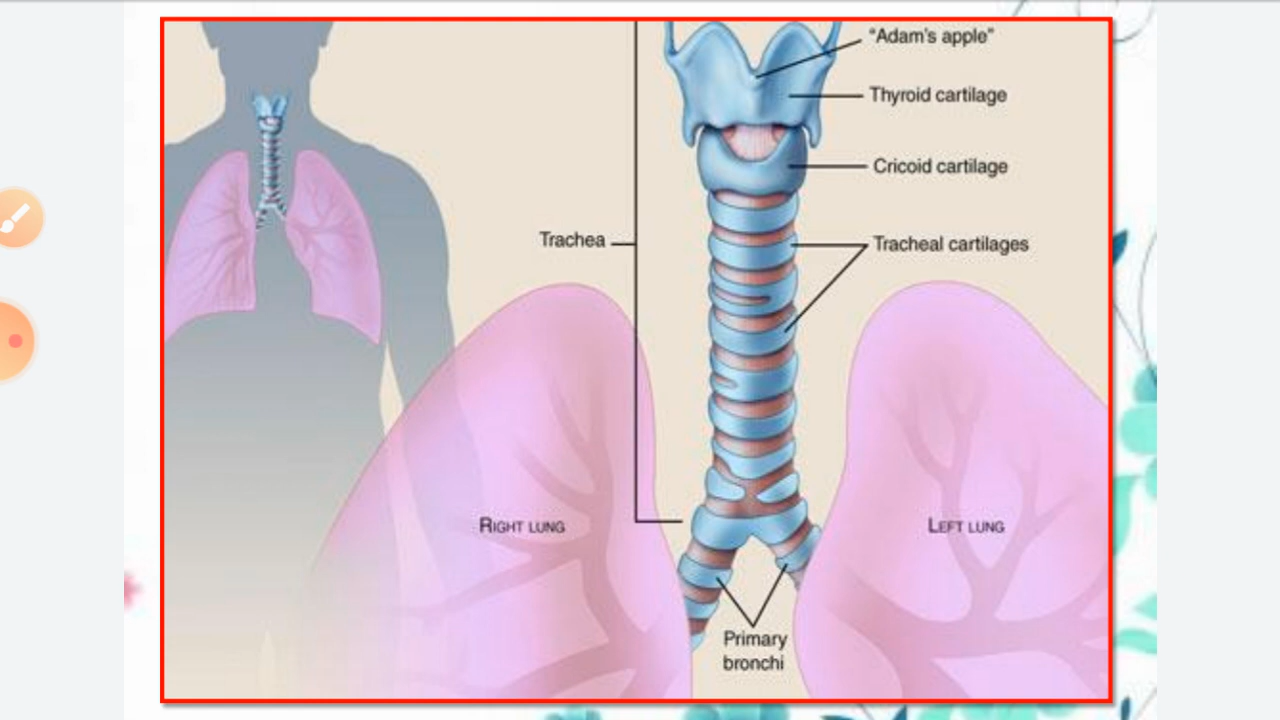 “Adam’s apple”
Thyroid cartilage
Cricoid cartilage
Trachea
Tracheal cartilages
RIGHT LUNG
LEFT LUNG
Primary
bronchi